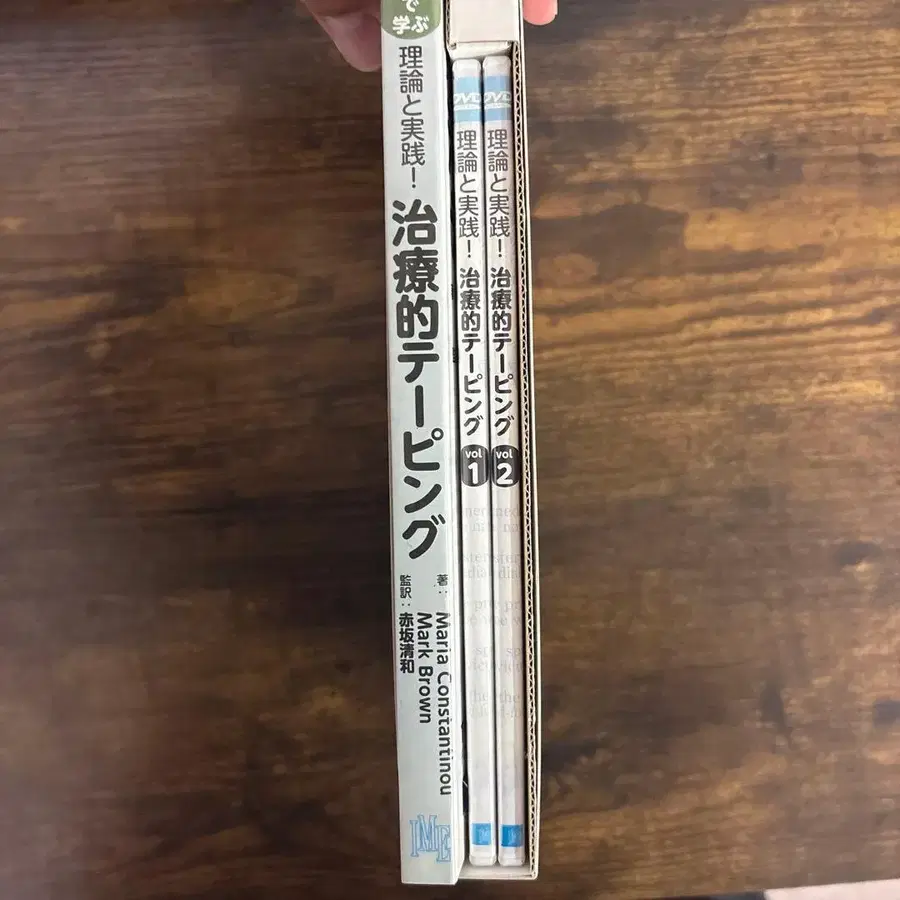 で
学ぶ
理論と実践!
治療的テーピング
著: Maria Constantinou
Mark Brown
監訳: 赤坂清和
IME
DVD
理論と実践!
治療的テーピング
vol
1
DVD
理論と実践!
治療的テーピング
vol
2